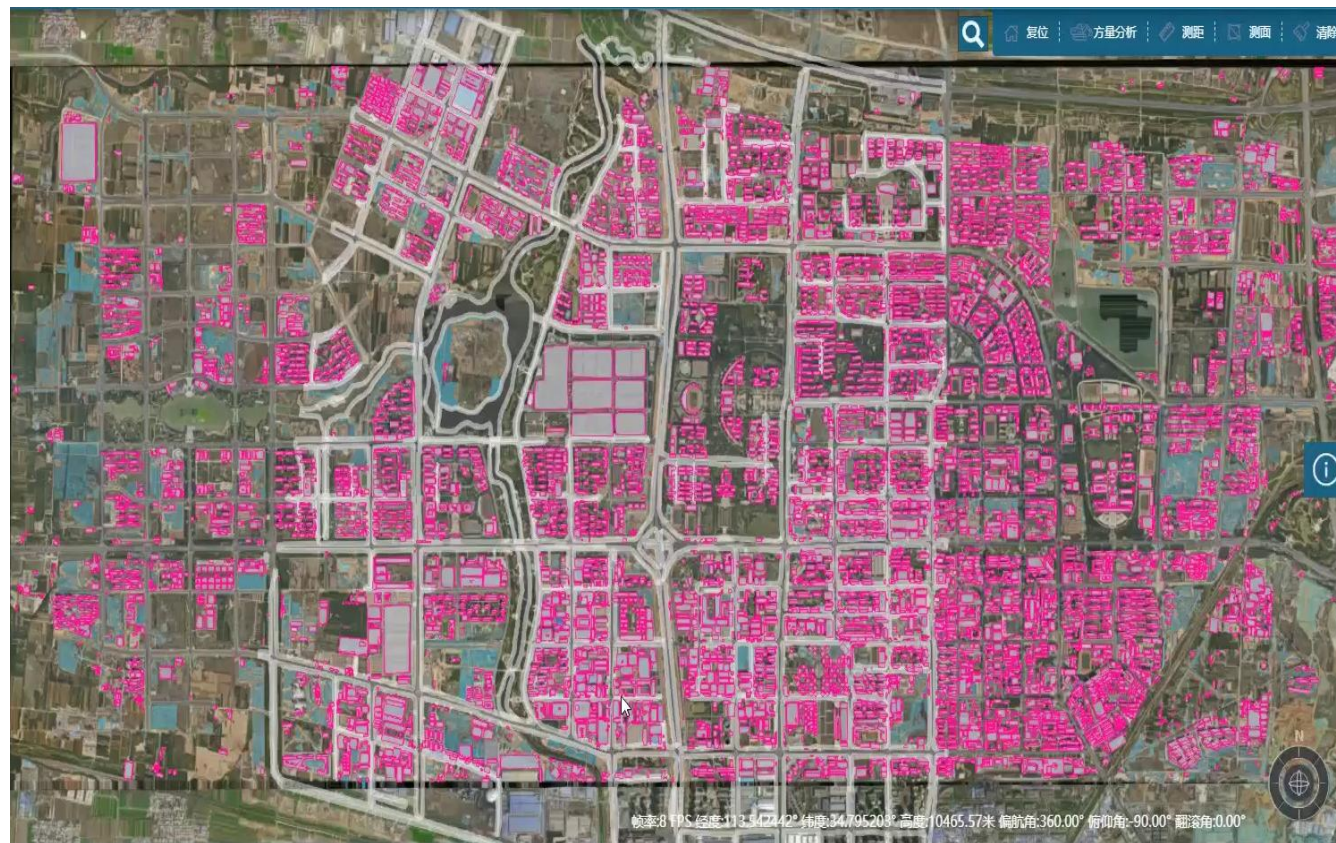 复位 方量分析 测距 测面 清除
N
帧率:8 FPS 经度:113.542442° 纬度:34.795203° 高度:10465.57米 偏航角:360.00° 俯仰角:-90.00° 翻滚角:0.00°